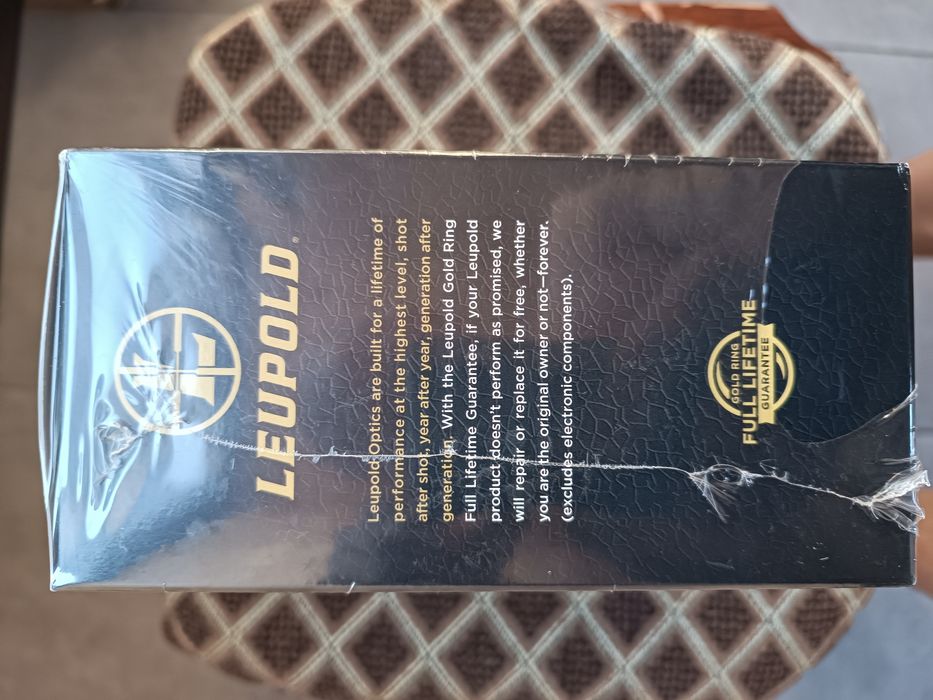 LEUPOLD®
Leupold Optics are built for a lifetime of
performance at the highest level, shot
after shot, year after year, generation after
generation. With the Leupold Gold Ring
Full Lifetime Guarantee, if your Leupold
product doesn't perform as promised, we
will repair or replace it for free, whether
you are the original owner or not—forever.
(excludes electronic components).
GOLD RING
FULL LIFETIME
GUARANTEE